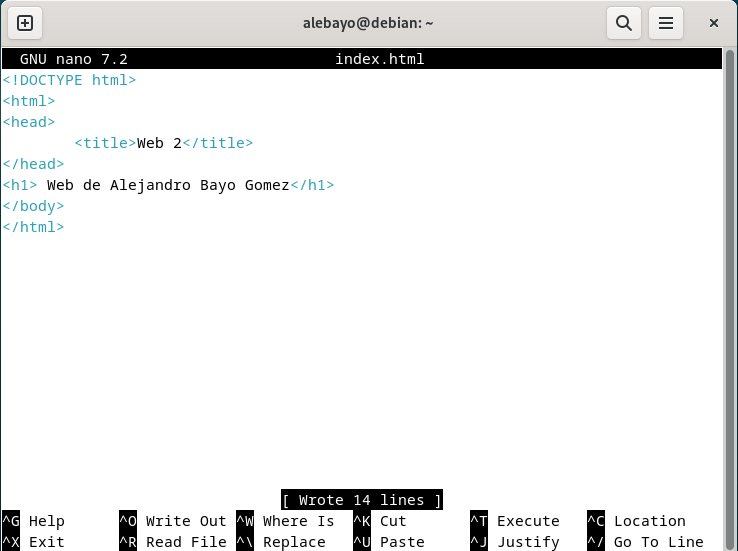 alebayo@debian: ~
GNU nano 7.2 index.html
<!DOCTYPE html>
<html>
<head>
        <title>Web 2</title>
</head>
<h1> Web de Alejandro Bayo Gomez</h1>
</body>
</html>
[ Wrote 14 lines ]
^G Help ^O Write Out ^W Where Is ^K Cut ^T Execute ^C Location
^X Exit ^R Read File ^\ Replace ^U Paste ^J Justify ^/ Go To Line